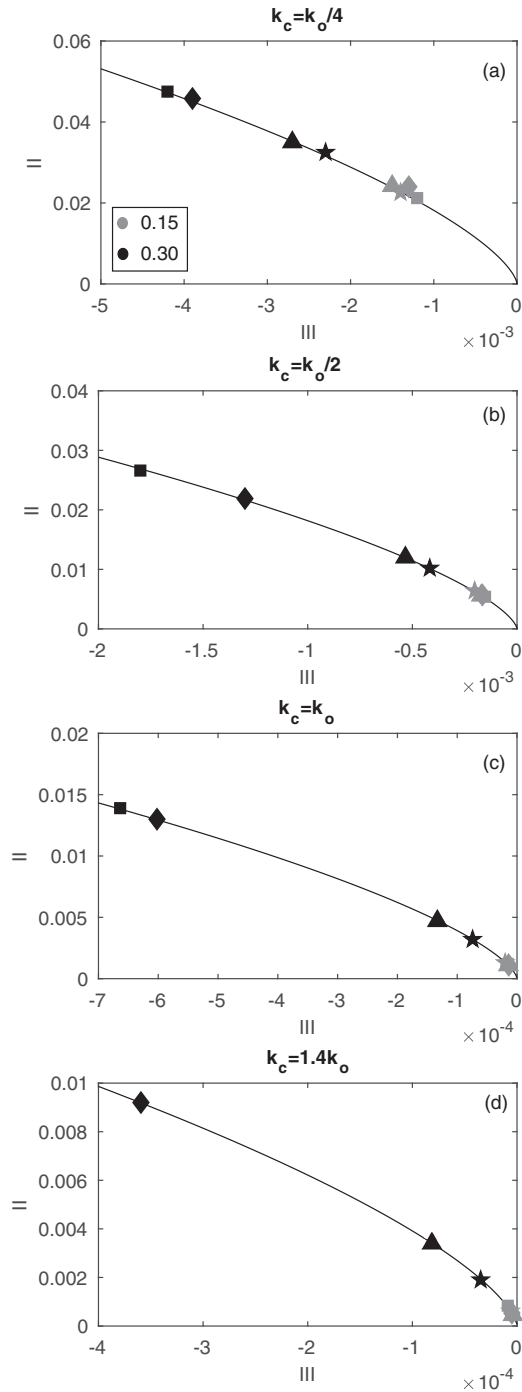 k_c=k_o/4
0.06
(a)
0.04
II
0.02
0.15
0.30
0
-5 -4 -3 -2 -1 0
III
× 10^-3
k_c=k_o/2
0.04
(b)
0.03
II
0.02
0.01
0
-2 -1.5 -1 -0.5 0
III
× 10^-3
k_c=k_o
0.02
(c)
0.015
II
0.01
0.005
0
-7 -6 -5 -4 -3 -2 -1 0
III
× 10^-4
k_c=1.4k_o
0.01
(d)
0.008
0.006
II
0.004
0.002
0
-4 -3 -2 -1 0
III
× 10^-4